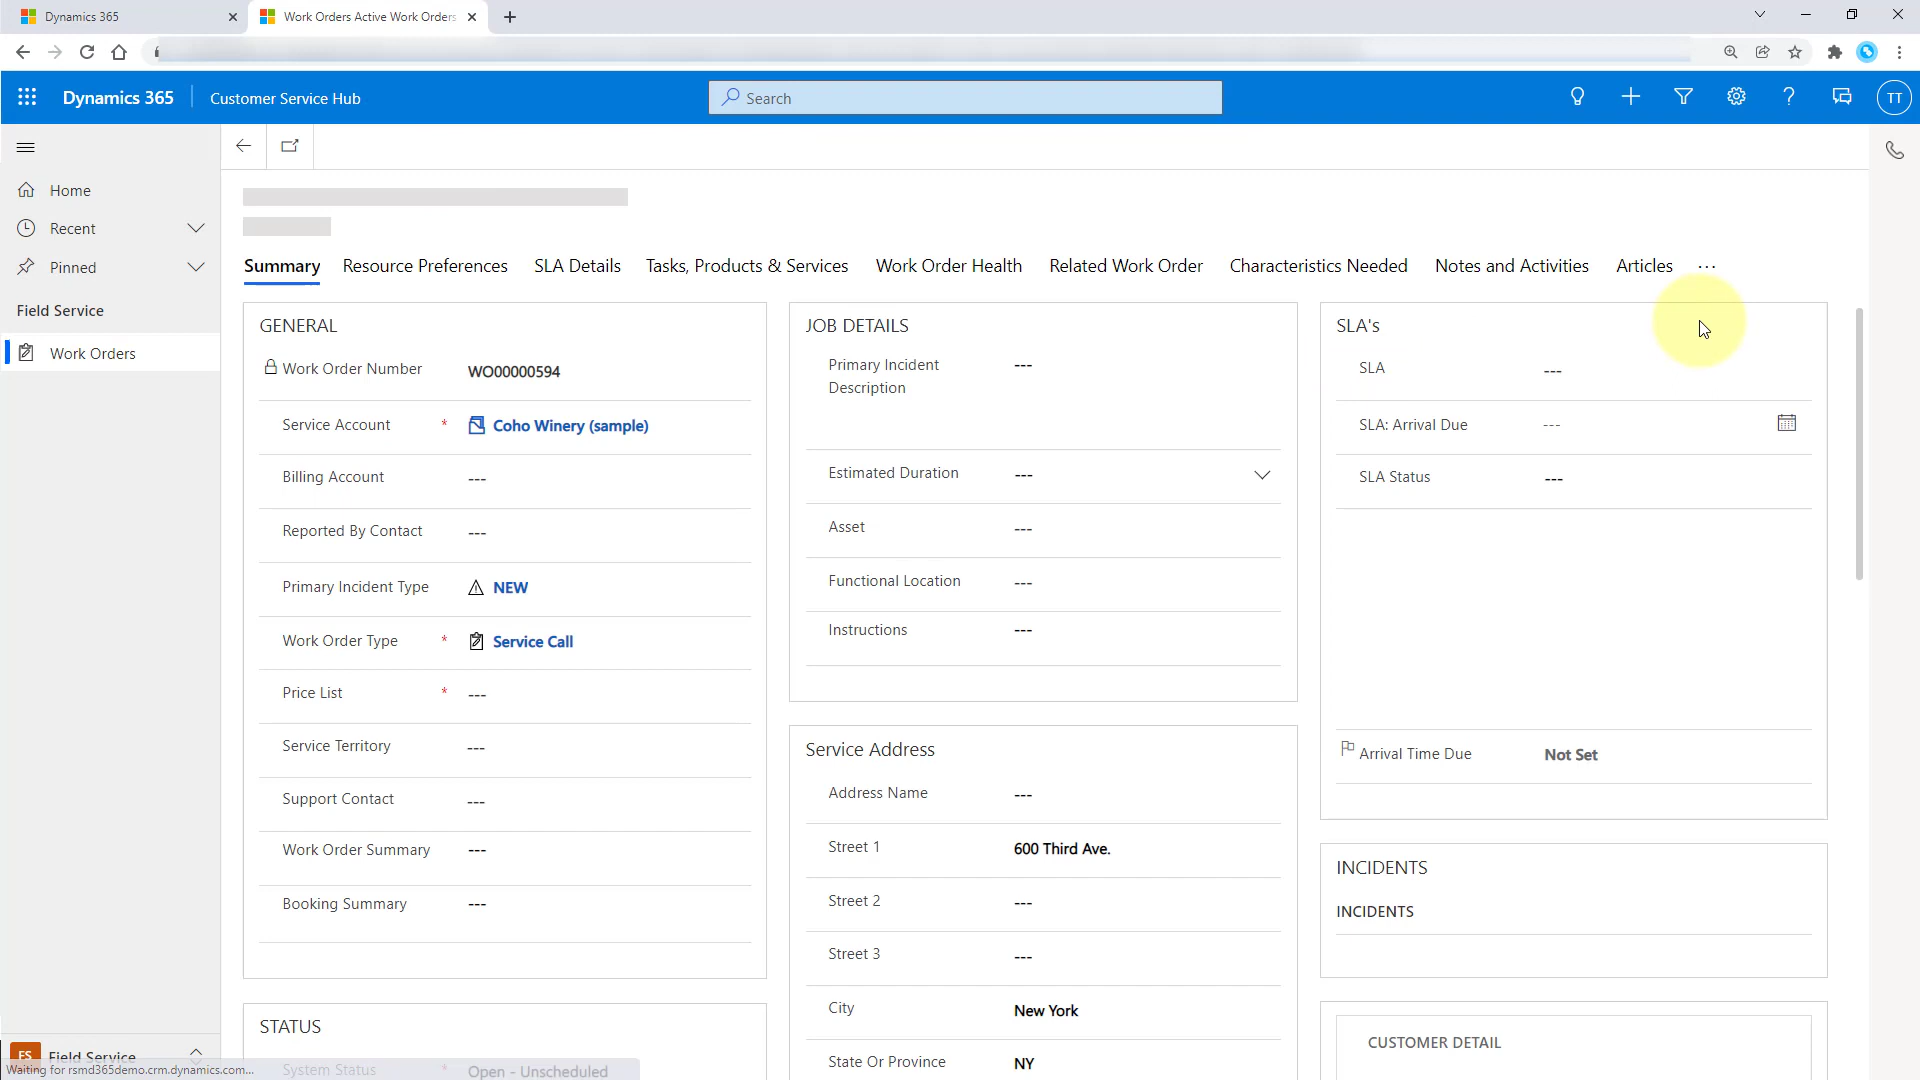 Dynamics 365
Work Orders Active Work Orders
Dynamics 365
Customer Service Hub
Search
TT
Home
Recent
Pinned
Field Service
Work Orders
Summary
Resource Preferences
SLA Details
Tasks, Products & Services
Work Order Health
Related Work Order
Characteristics Needed
Notes and Activities
Articles
GENERAL
Work Order Number WO00000594
Service Account * Coho Winery (sample)
Billing Account ---
Reported By Contact ---
Primary Incident Type NEW
Work Order Type * Service Call
Price List * ---
Service Territory ---
Support Contact ---
Work Order Summary ---
Booking Summary ---
STATUS
System Status * Open - Unscheduled
JOB DETAILS
Primary Incident ---
Description
Estimated Duration ---
Asset ---
Functional Location ---
Instructions ---
Service Address
Address Name ---
Street 1 600 Third Ave.
Street 2 ---
Street 3 ---
City New York
State Or Province NY
SLA's
SLA ---
SLA: Arrival Due ---
SLA Status ---
Arrival Time Due Not Set
INCIDENTS
INCIDENTS
CUSTOMER DETAIL
FS Field Service
Waiting for rsmd365demo.crm.dynamics.com...